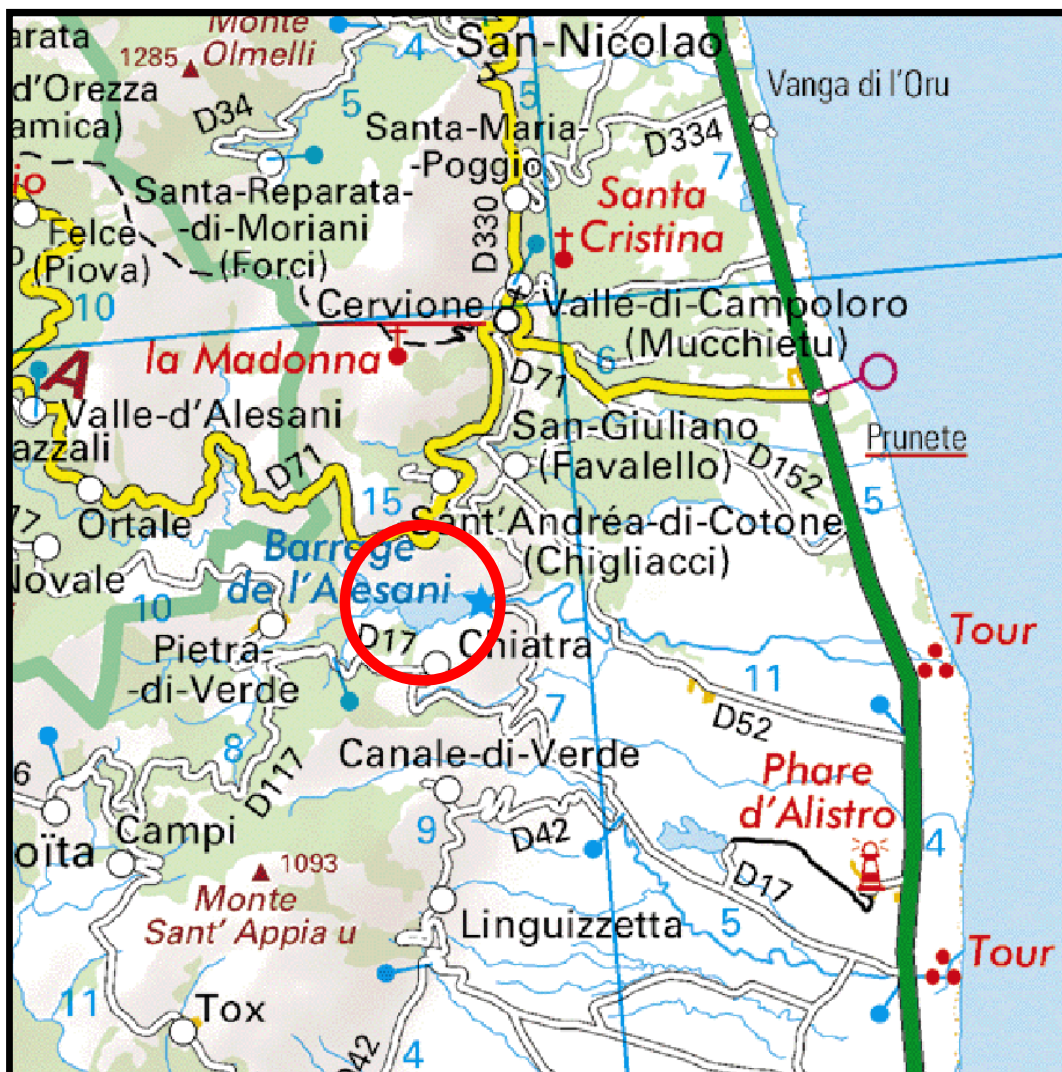 Monte
Olmelli
1285
4
5
San-Nicolao
Vanga di l'Oru
arata
d'Orezza
amica)
D34
5
5
Santa-Maria-
-Poggio
D334
7
io
Santa-Reparata-
-di-Moriani
(Forci)
Santa
Cristina
D330
Felce
(Piova)
10
Cervione
Valle-di-Campoloro
(Mucchietu)
la Madonna
6
A
D71
Valle-d'Alesani
azzali
San-Giuliano
(Favalello)
Prunete
D71
D152
15
5
Ortale
Sant'Andréa-di-Cotone
(Chigliacci)
Barrage
de l'Alesani
Novale
10
D17
Chiatra
Tour
Pietra-
-di-Verde
11
7
D52
8
Canale-di-Verde
6
D117
Phare
d'Alistro
oïta
Campi
9
D42
4
1093
Monte
Sant' Appia u
D17
Linguizzetta
5
Tour
11
Tox
D42
4